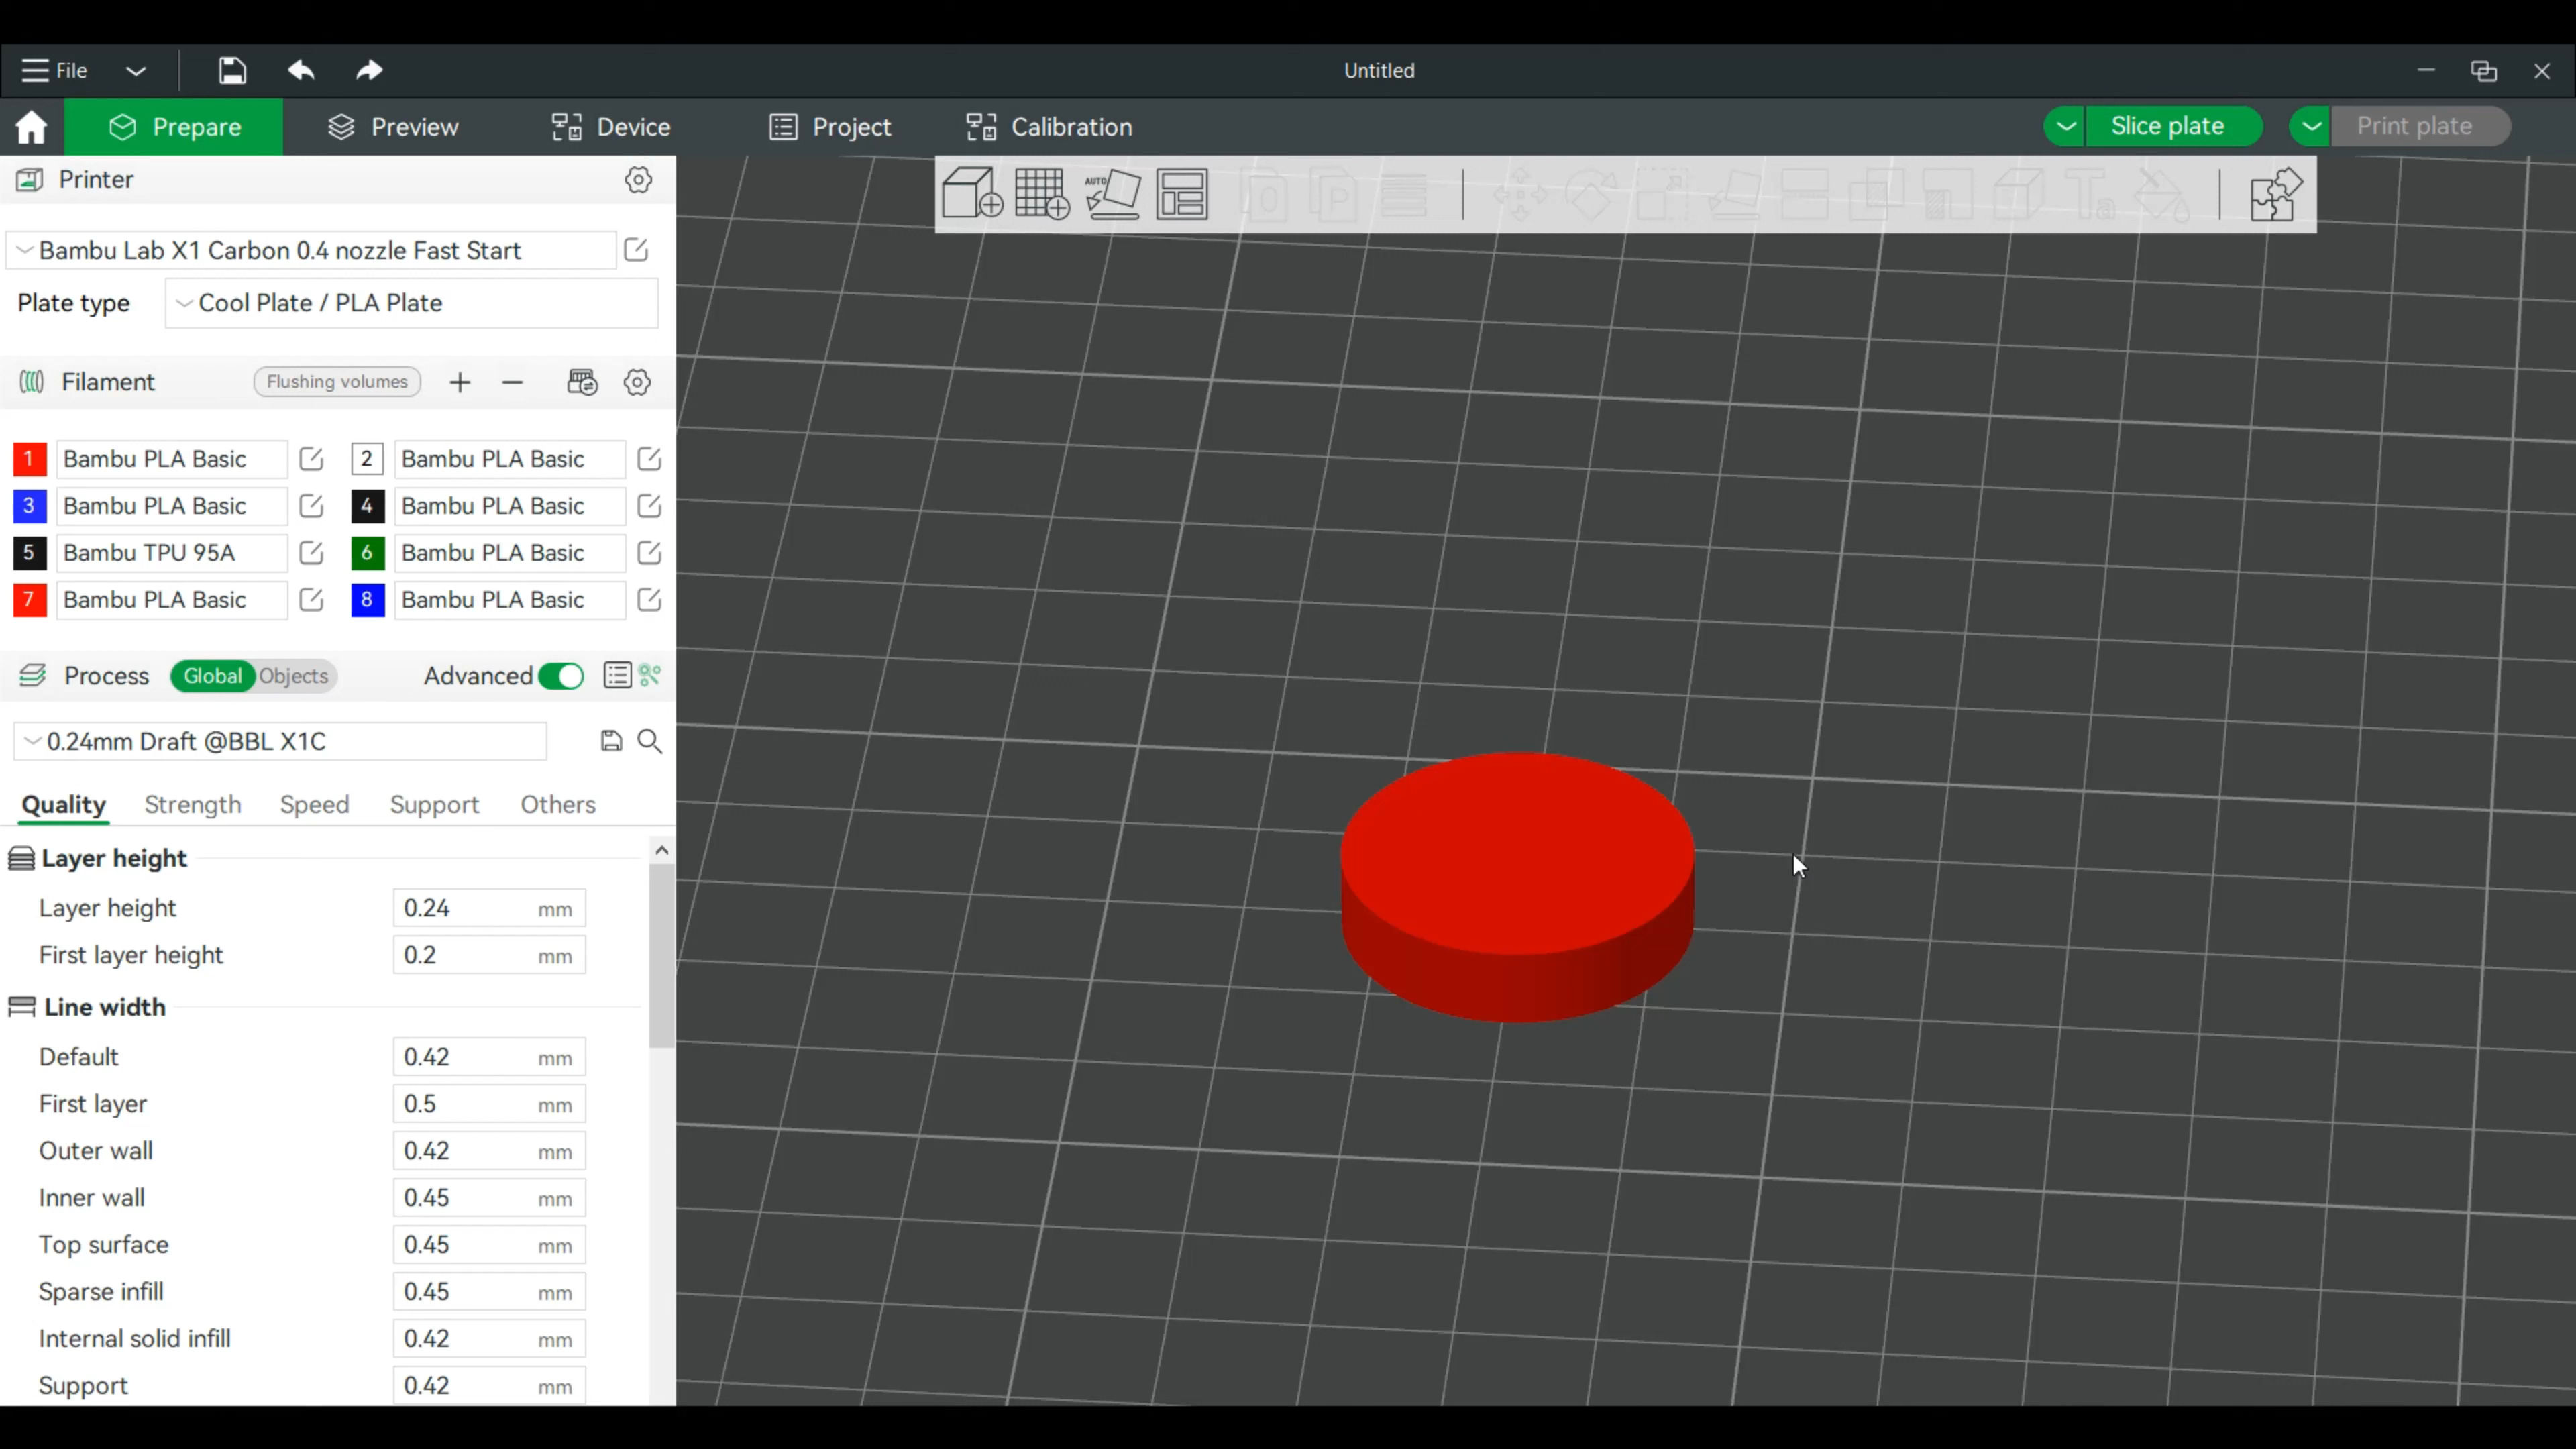 File
Untitled
Prepare
Preview
Device
Project
Calibration
Slice plate
Print plate
Printer
Bambu Lab X1 Carbon 0.4 nozzle Fast Start
Plate type
Cool Plate / PLA Plate
AUTO
Filament
Flushing volumes
1 Bambu PLA Basic
2 Bambu PLA Basic
3 Bambu PLA Basic
4 Bambu PLA Basic
5 Bambu TPU 95A
6 Bambu PLA Basic
7 Bambu PLA Basic
8 Bambu PLA Basic
Process
Global
Objects
Advanced
0.24mm Draft @BBL X1C
Quality
Strength
Speed
Support
Others
Layer height
Layer height 0.24 mm
First layer height 0.2 mm
Line width
Default 0.42 mm
First layer 0.5 mm
Outer wall 0.42 mm
Inner wall 0.45 mm
Top surface 0.45 mm
Sparse infill 0.45 mm
Internal solid infill 0.42 mm
Support 0.42 mm